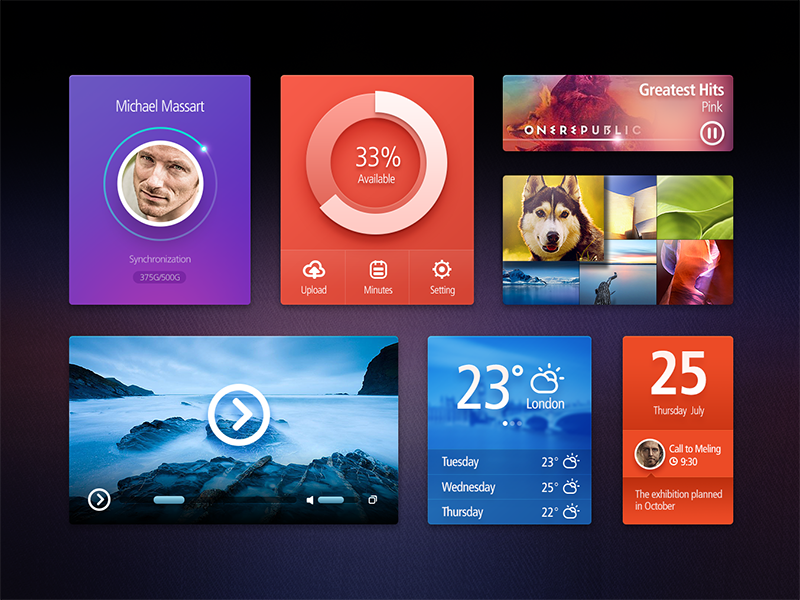 Michael Massart
Synchronization
375G/500G
33%
Available
Upload
Minutes
Setting
Greatest Hits
Pink
ONEREPUBLIC
23°
London
Tuesday 23°
Wednesday 25°
Thursday 22°
25
Thursday July
Call to Meling
9:30
The exhibition planned
in October